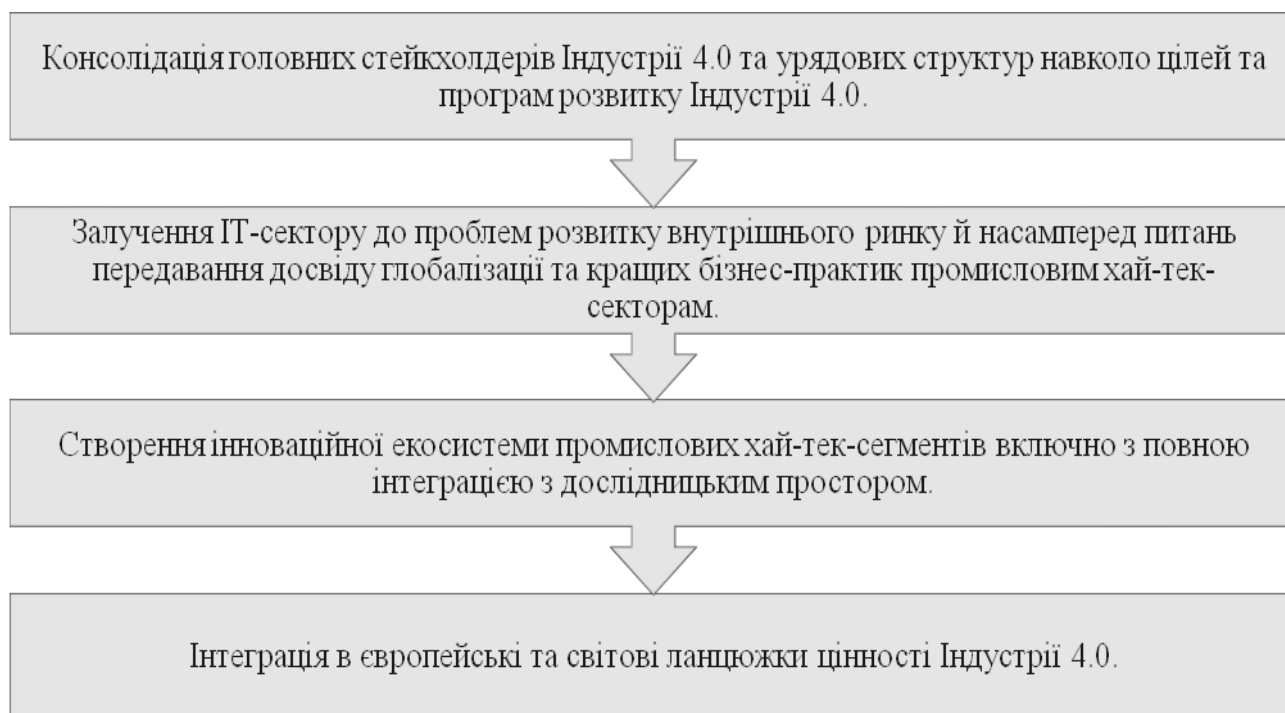 Консолідація головних стейкхолдерів Індустрії 4.0 та урядових структур навколо цілей та
програм розвитку Індустрії 4.0.
Залучення ІТ-сектору до проблем розвитку внутрішнього ринку й насамперед питань
передавання досвіду глобалізації та кращих бізнес-практик промисловим хай-тек-
секторам.
Створення інноваційної екосистеми промислових хай-тек-сегментів включно з повною
інтеграцією з дослідницьким простором.
Інтеграція в європейські та світові ланцюжки цінності Індустрії 4.0.